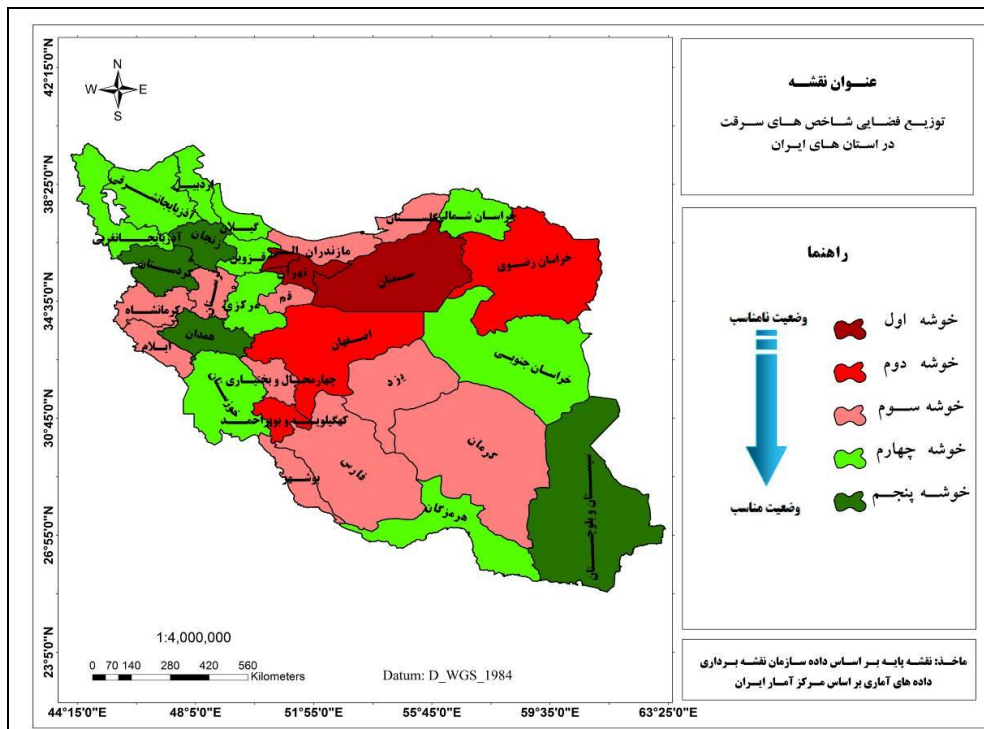 عنوان نقشه
توزیع فضایی شاخص های سرقت
در استان های ایران
راهنما
وضعیت نامناسب
خوشه اول
خوشه دوم
خوشه سوم
خوشه چهارم
خوشه پنجم
وضعیت مناسب
ماخذ: نقشه پایه بر اساس داده سازمان نقشه برداری
داده های آماری بر اساس مرکز آمار ایران
N
W E
S
اردبیل
آذربایجانشرقی
آذربایجانغربی
گیلان
زنجان
قزوین
کردستان
مازندران
گلستان
خراسان شمالی
خراسان رضوی
تهران
سمنان
قم
مرکزی
کرمانشاه
همدان
ایلام
اصفهان
خراسان جنوبی
یزد
چهارمحال و بختیاری
کهگیلویه و بویراحمد
کرمان
فارس
بوشهر
هرمزگان
سیستان و بلوچستان
1:4,000,000
0 70 140 280 420 560
Kilometers
Datum: D_WGS_1984
42°15'0"N
38°25'0"N
34°35'0"N
30°45'0"N
26°55'0"N
23°5'0"N
44°15'0"E 48°5'0"E 51°55'0"E 55°45'0"E 59°35'0"E 63°25'0"E